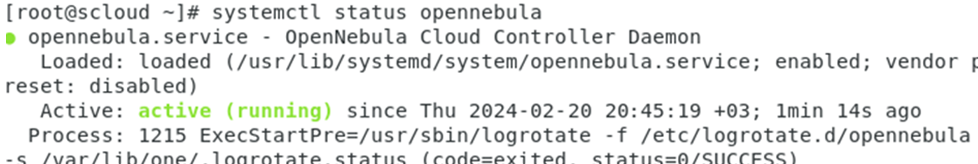 [root@scloud ~]# systemctl status opennebula
● opennebula.service - OpenNebula Cloud Controller Daemon
Loaded: loaded (/usr/lib/systemd/system/opennebula.service; enabled; vendor p
reset: disabled)
Active: active (running) since Thu 2024-02-20 20:45:19 +03; 1min 14s ago
Process: 1215 ExecStartPre=/usr/sbin/logrotate -f /etc/logrotate.d/opennebula
-s /var/lib/one/.logrotate.status (code=exited, status=0/SUCCESS)